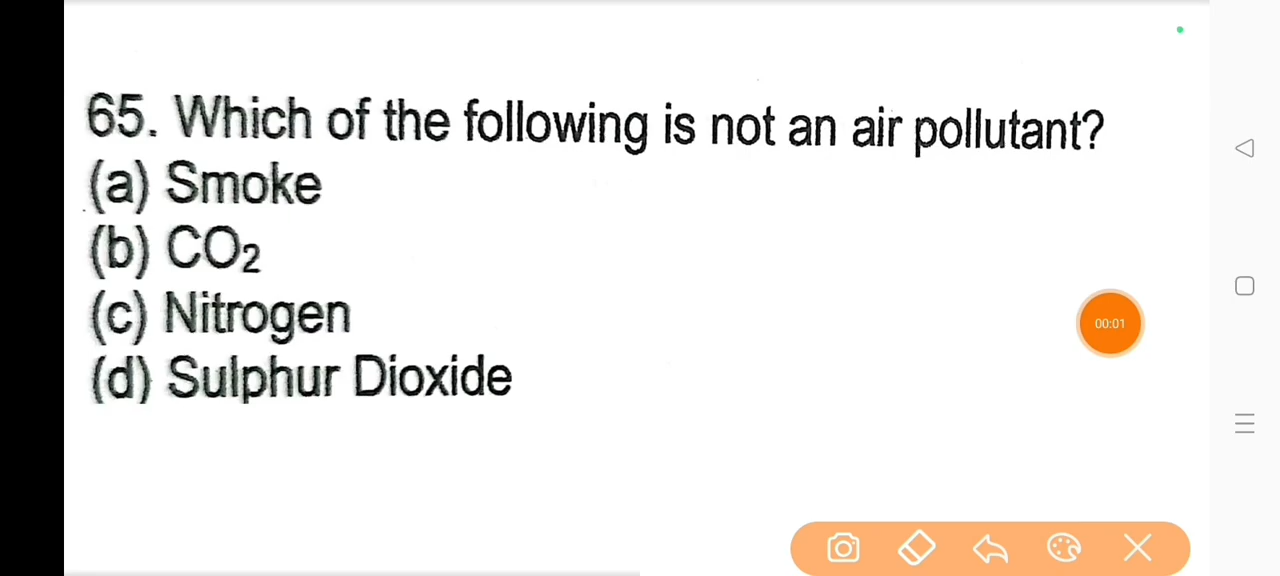 65. Which of the following is not an air pollutant?
(a) Smoke
(b) CO₂
(c) Nitrogen
(d) Sulphur Dioxide
00:01